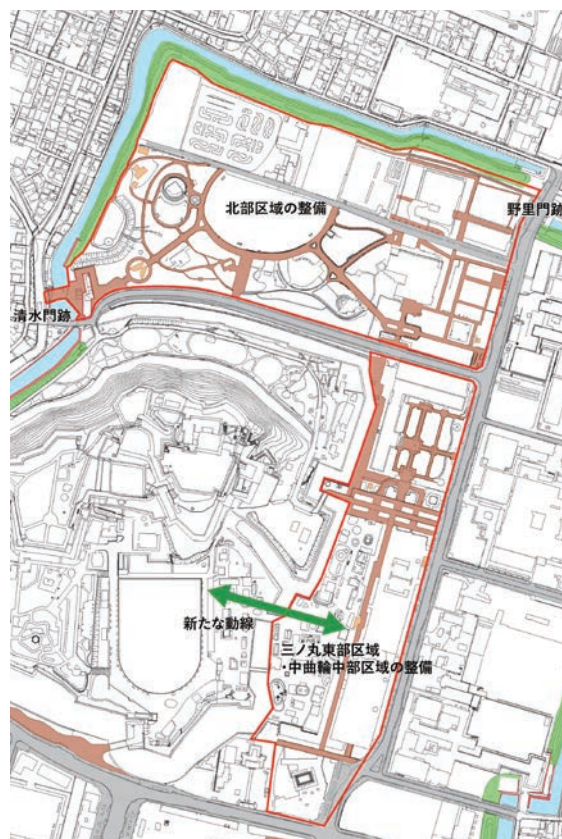 北部区域の整備
野里門跡
清水門跡
新たな動線
三ノ丸東部区域
・中曲輪中部区域の整備